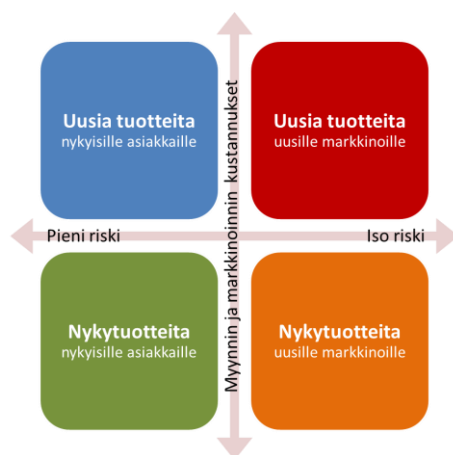 Uusia tuotteita
nykyisille asiakkaille
Uusia tuotteita
uusille markkinoille
Myynnin ja markkinoinnin kustannukset
Pieni riski
Iso riski
Nykytuotteita
nykyisille asiakkaille
Nykytuotteita
uusille markkinoille